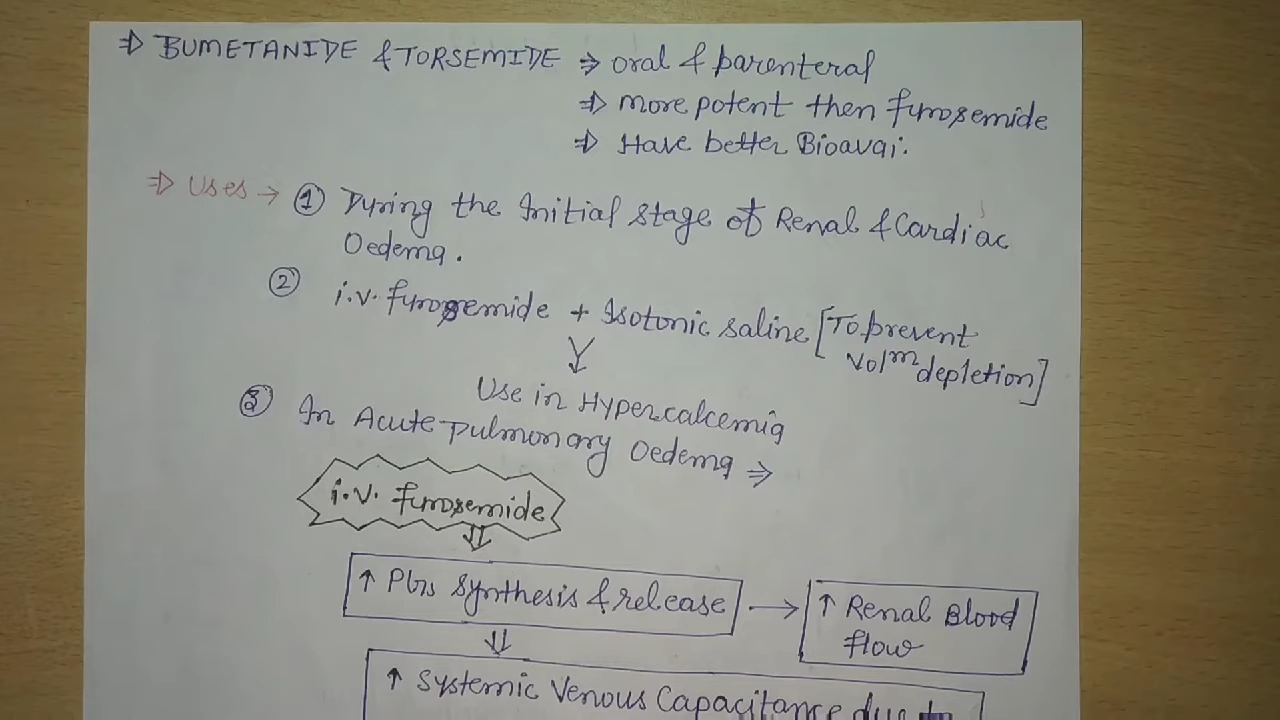 ⇒ BUMETANIDE & TORSEMIDE ⇒ oral & parenteral
⇒ more potent then furosemide
⇒ Have better Bioavai.
⇒ Uses → ① During the Initial stage of Renal & Cardiac
Oedema.
② i.v. furosemide + Isotonic saline [To prevent
volm depletion]
↓
Use in Hypercalcemia
③ In Acute pulmonary Oedema ⇒
i.v. furosemide
⇓
↑ PGs synthesis & release → ↑ Renal Blood
flow
⇓
↑ Systemic Venous Capacitance due to